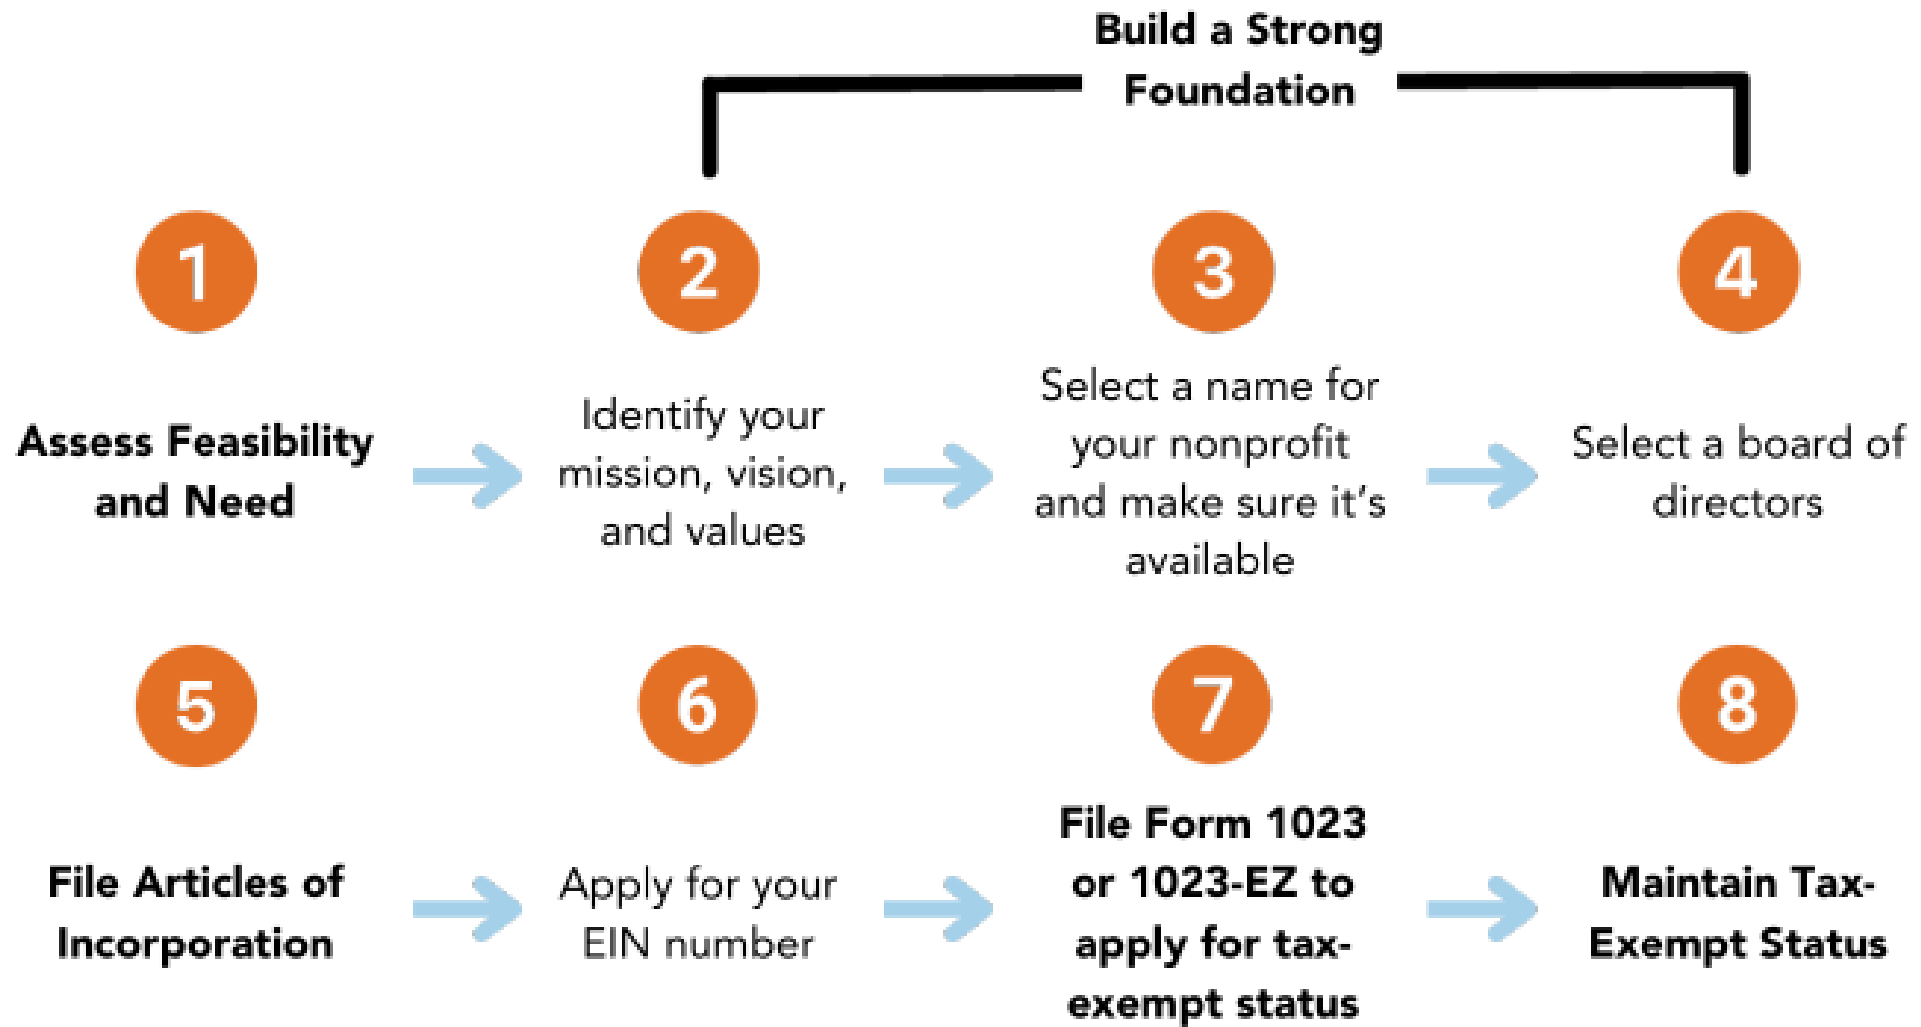 Build a Strong
Foundation
1
2
3
4
Assess Feasibility
and Need
Identify your
mission, vision,
and values
Select a name for
your nonprofit
and make sure it's
available
Select a board of
directors
5
6
7
8
File Articles of
Incorporation
Apply for your
EIN number
File Form 1023
or 1023-EZ to
apply for tax-
exempt status
Maintain Tax-
Exempt Status